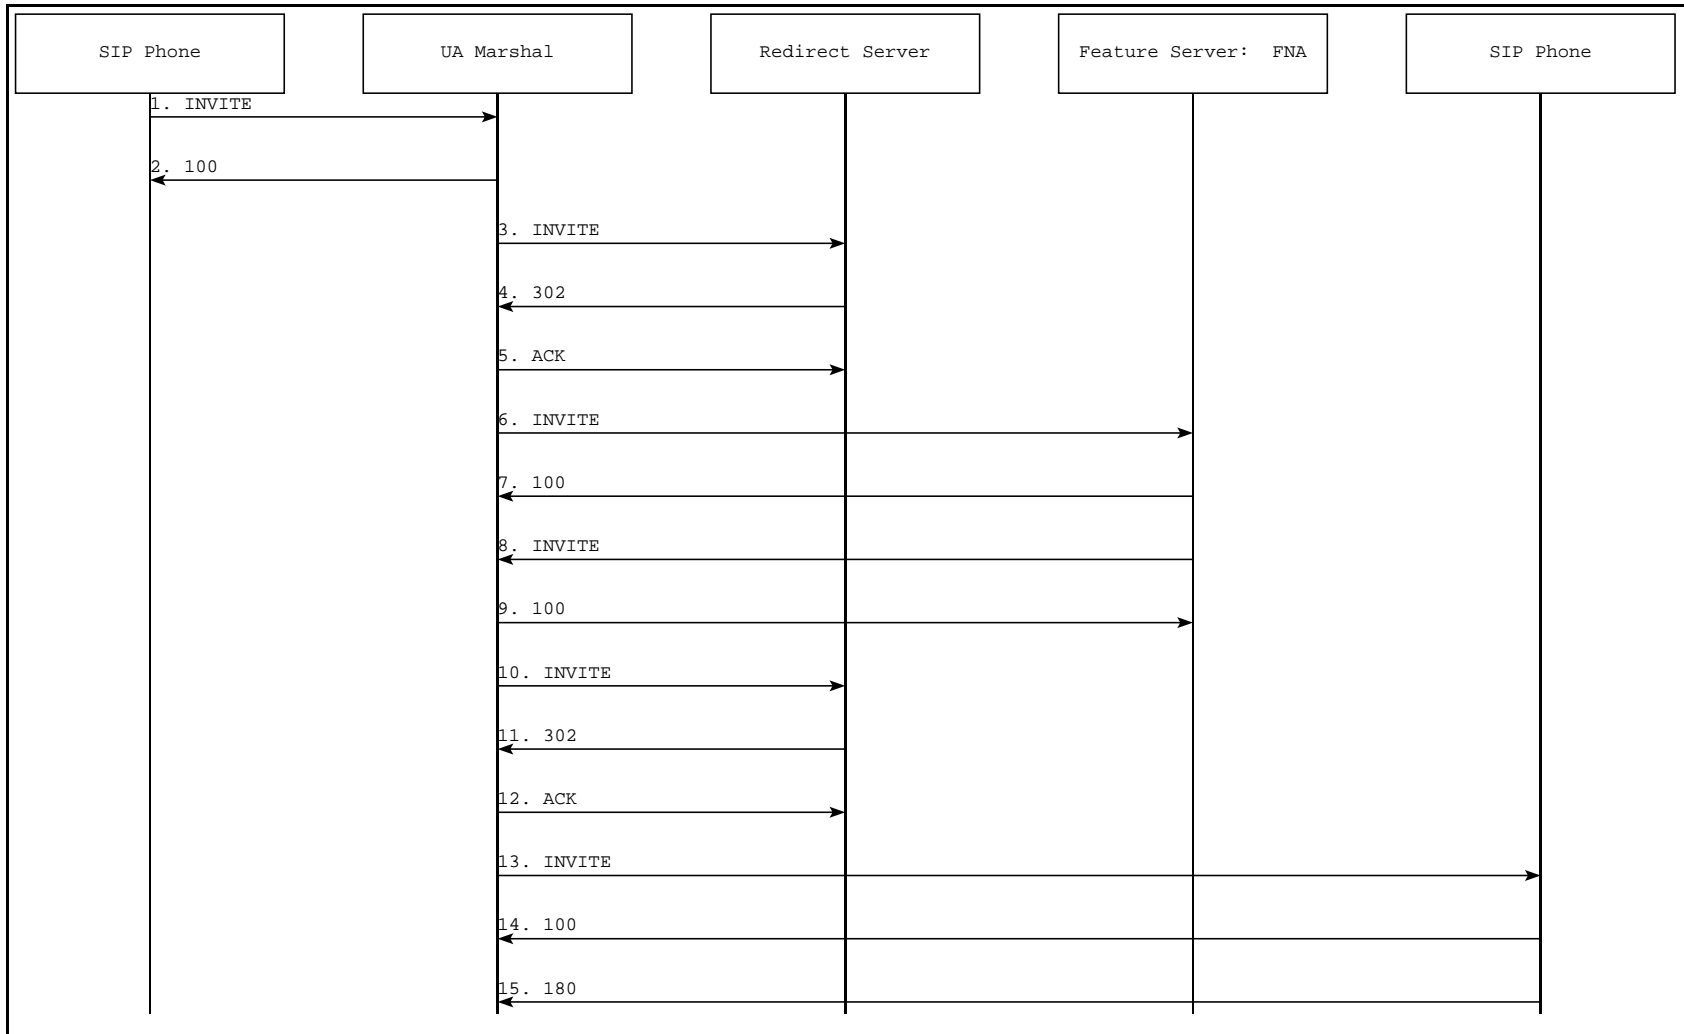 SIP Phone
UA Marshal
Redirect Server
Feature Server:  FNA
SIP Phone
1. INVITE
2. 100
3. INVITE
4. 302
5. ACK
6. INVITE
7. 100
8. INVITE
9. 100
10. INVITE
11. 302
12. ACK
13. INVITE
14. 100
15. 180